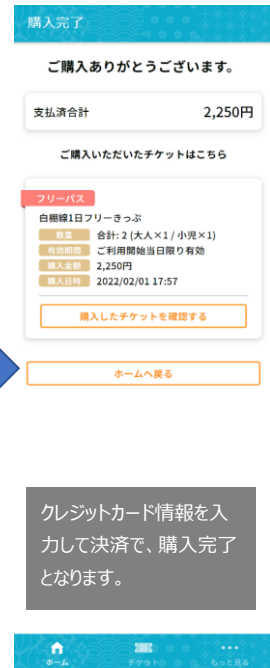 購入完了
ご購入ありがとうございます。
支払済合計 2,250円
ご購入いただいたチケットはこちら
フリーパス
白棚線1日フリーきっぷ
数量 合計: 2 (大人×1 / 小児×1)
有効期間 ご利用開始当日限り有効
購入金額 2,250円
購入日時 2022/02/01 17:57
購入したチケットを確認する
ホームへ戻る
クレジットカード情報を入
力して決済で、購入完了
となります。
ホーム チケット もっと見る